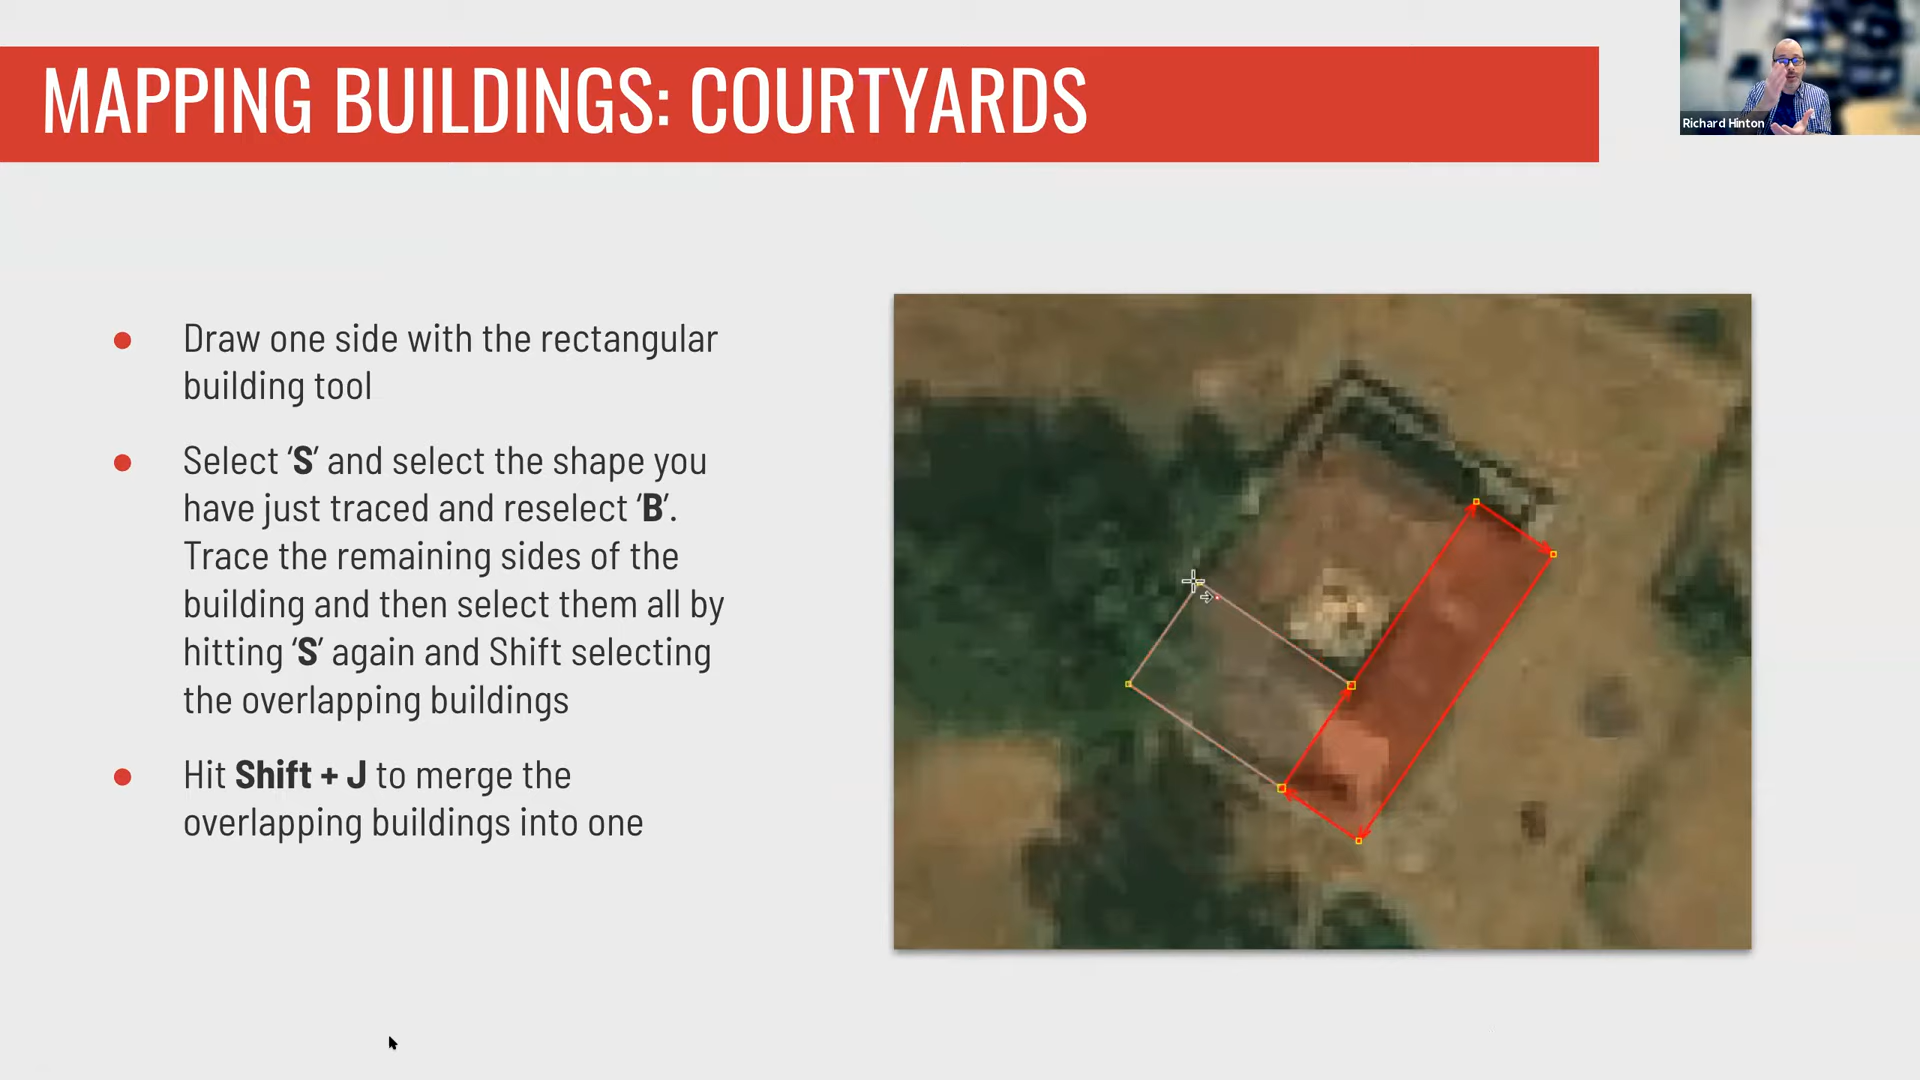 MAPPING BUILDINGS: COURTYARDS
Richard Hinton
Draw one side with the rectangular
building tool
Select ‘S’ and select the shape you
have just traced and reselect ‘B’.
Trace the remaining sides of the
building and then select them all by
hitting ‘S’ again and Shift selecting
the overlapping buildings
Hit Shift + J to merge the
overlapping buildings into one